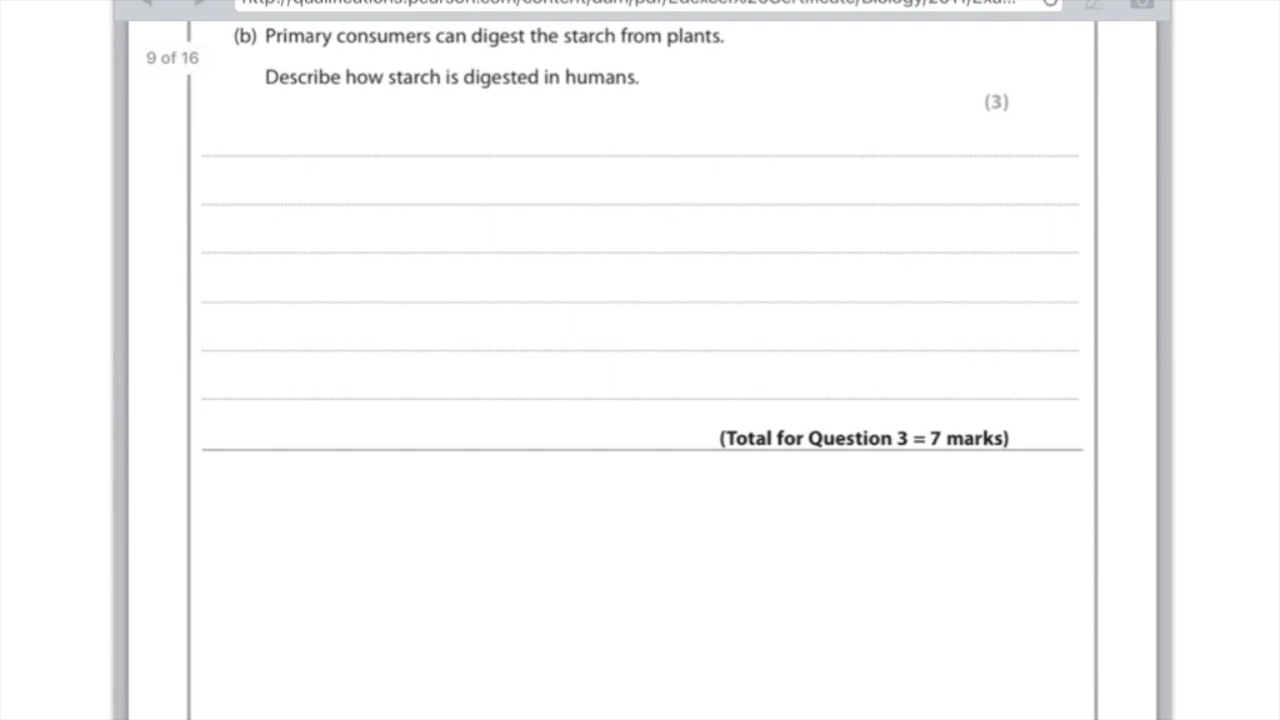 (b) Primary consumers can digest the starch from plants.
9 of 16
Describe how starch is digested in humans.
(3)
(Total for Question 3 = 7 marks)